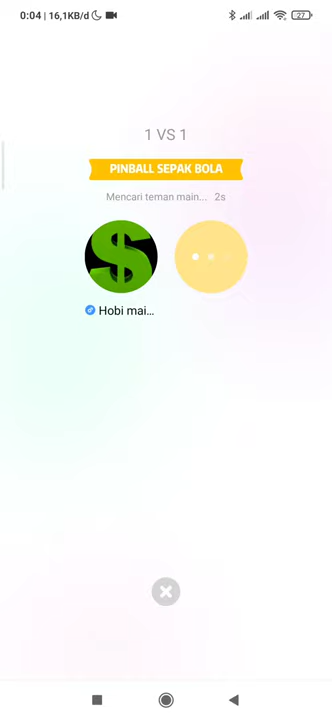 0:04 | 16,1KB/d
27
1 VS 1
PINBALL SEPAK BOLA
Mencari teman main... 2s
Hobi mai...